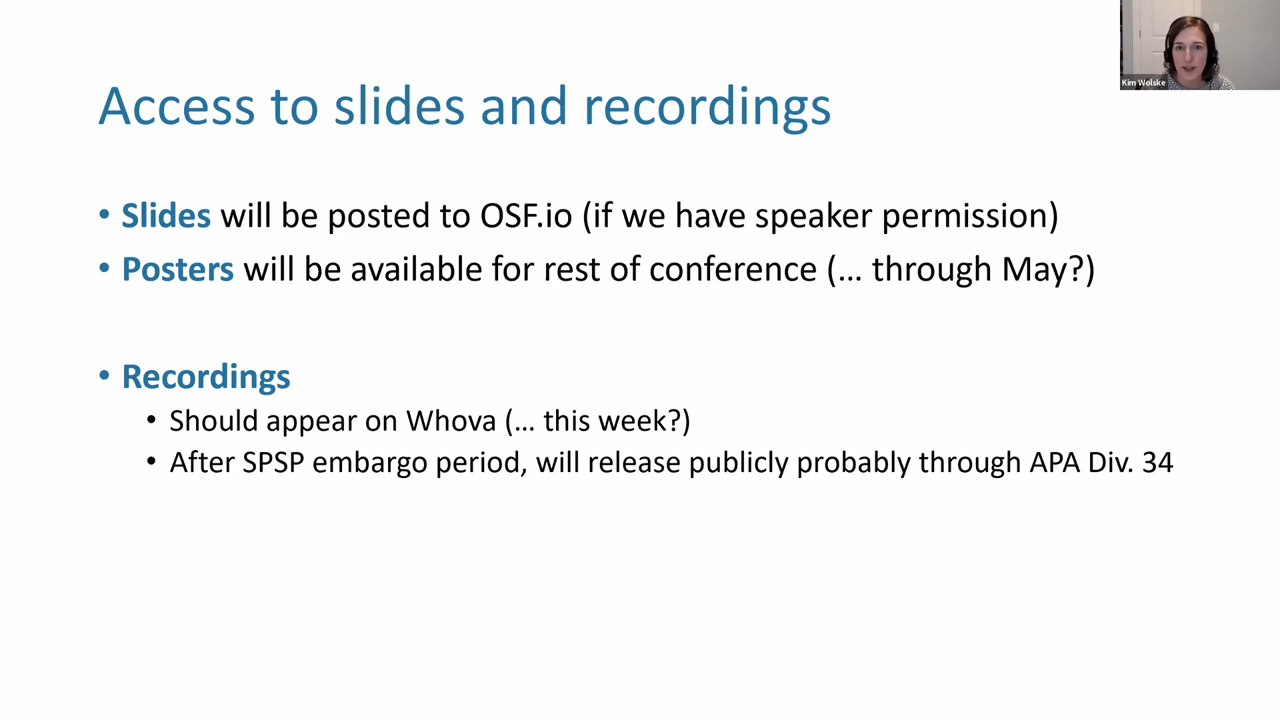 Kim Wolske
Access to slides and recordings
• Slides will be posted to OSF.io (if we have speaker permission)
• Posters will be available for rest of conference (... through May?)
• Recordings
• Should appear on Whova (... this week?)
• After SPSP embargo period, will release publicly probably through APA Div. 34